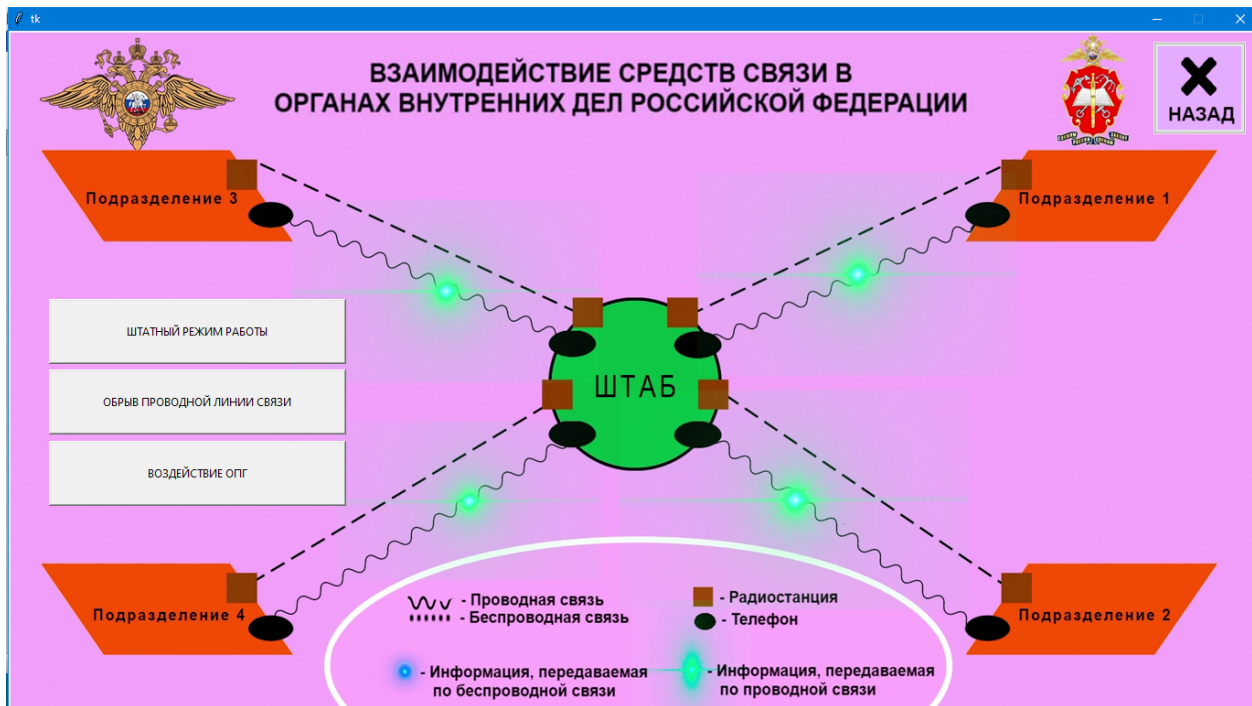 tk
ВЗАИМОДЕЙСТВИЕ СРЕДСТВ СВЯЗИ В
ОРГАНАХ ВНУТРЕННИХ ДЕЛ РОССИЙСКОЙ ФЕДЕРАЦИИ
НАЗАД
Подразделение 3
Подразделение 1
ШТАТНЫЙ РЕЖИМ РАБОТЫ
ОБРЫВ ПРОВОДНОЙ ЛИНИИ СВЯЗИ
ВОЗДЕЙСТВИЕ ОПГ
ШТАБ
Подразделение 4
Подразделение 2
- Проводная связь
- Беспроводная связь
- Радиостанция
- Телефон
- Информация, передаваемая
по беспроводной связи
- Информация, передаваемая
по проводной связи